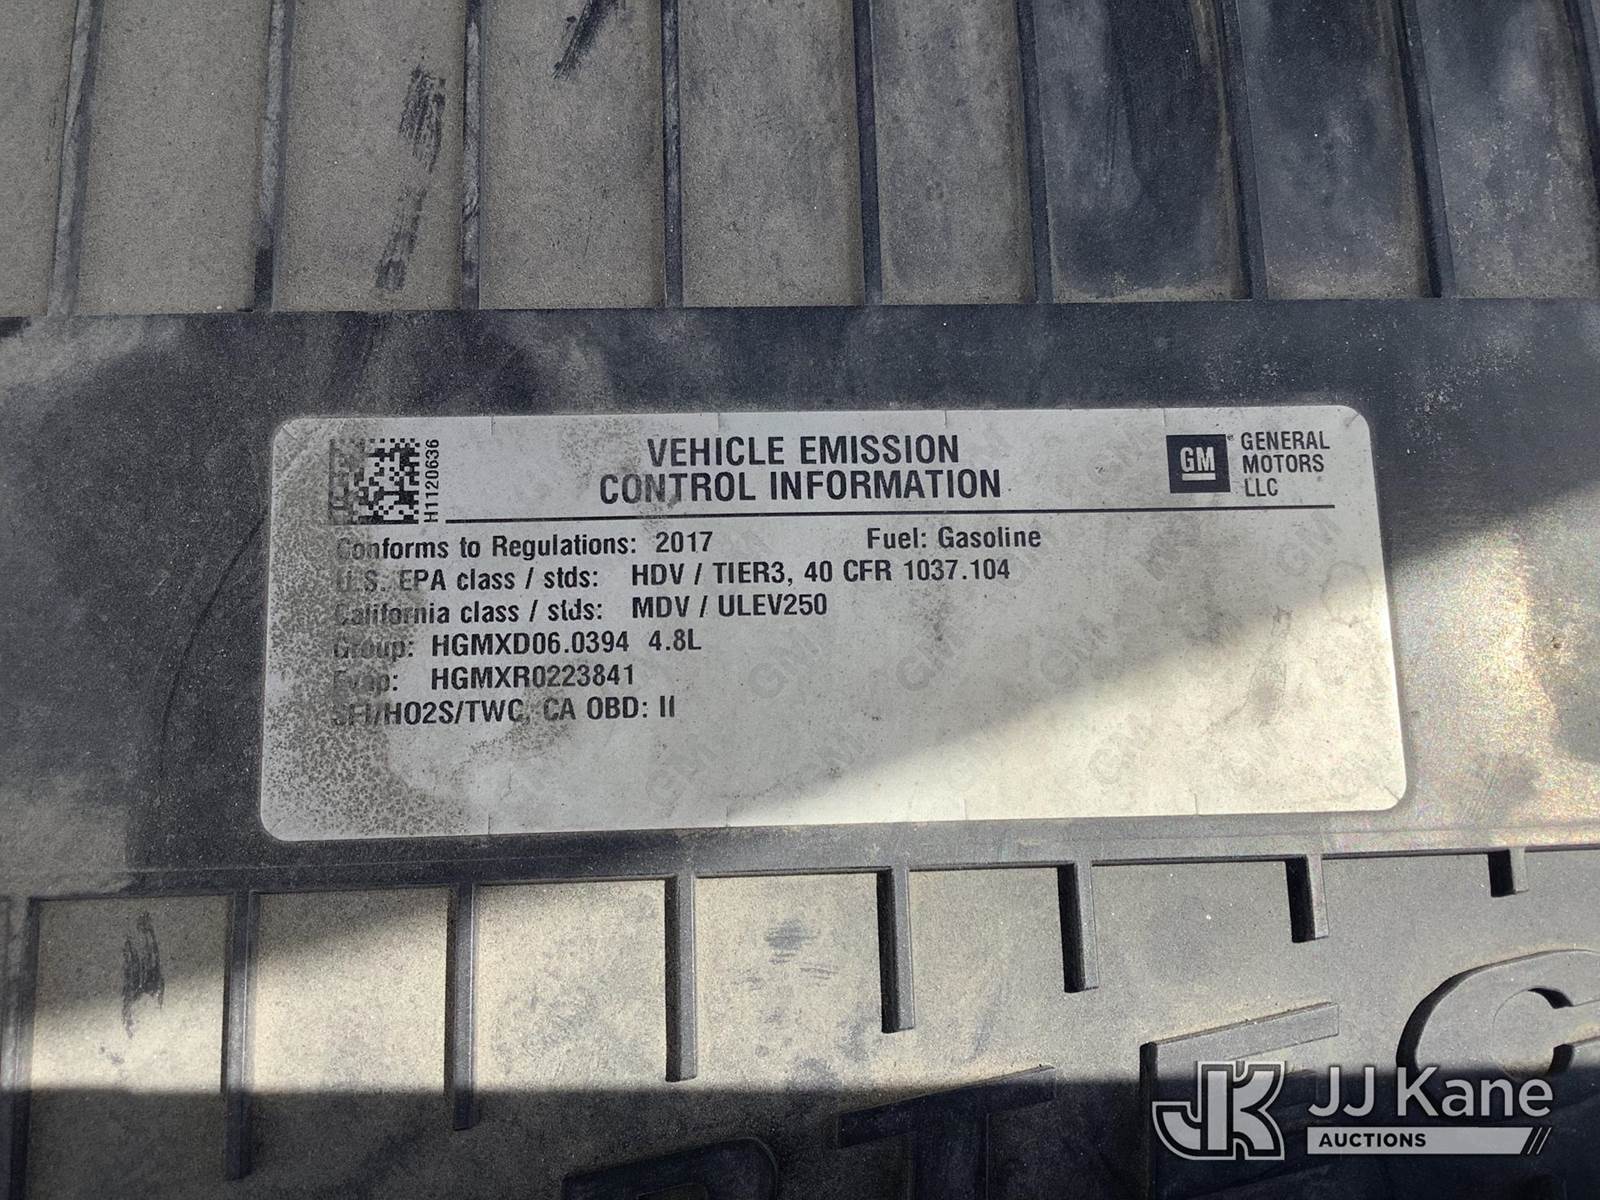 H1120636
VEHICLE EMISSION
CONTROL INFORMATION
GM
GENERAL
MOTORS
LLC
Conforms to Regulations: 2017 Fuel: Gasoline
U.S. EPA class / stds: HDV / TIER3, 40 CFR 1037.104
California class / stds: MDV / ULEV250
Group: HGMXD06.0394 4.8L
Evap: HGMXR0223841
SFI/HO2S/TWC, CA OBD: II
JK JJ Kane
AUCTIONS